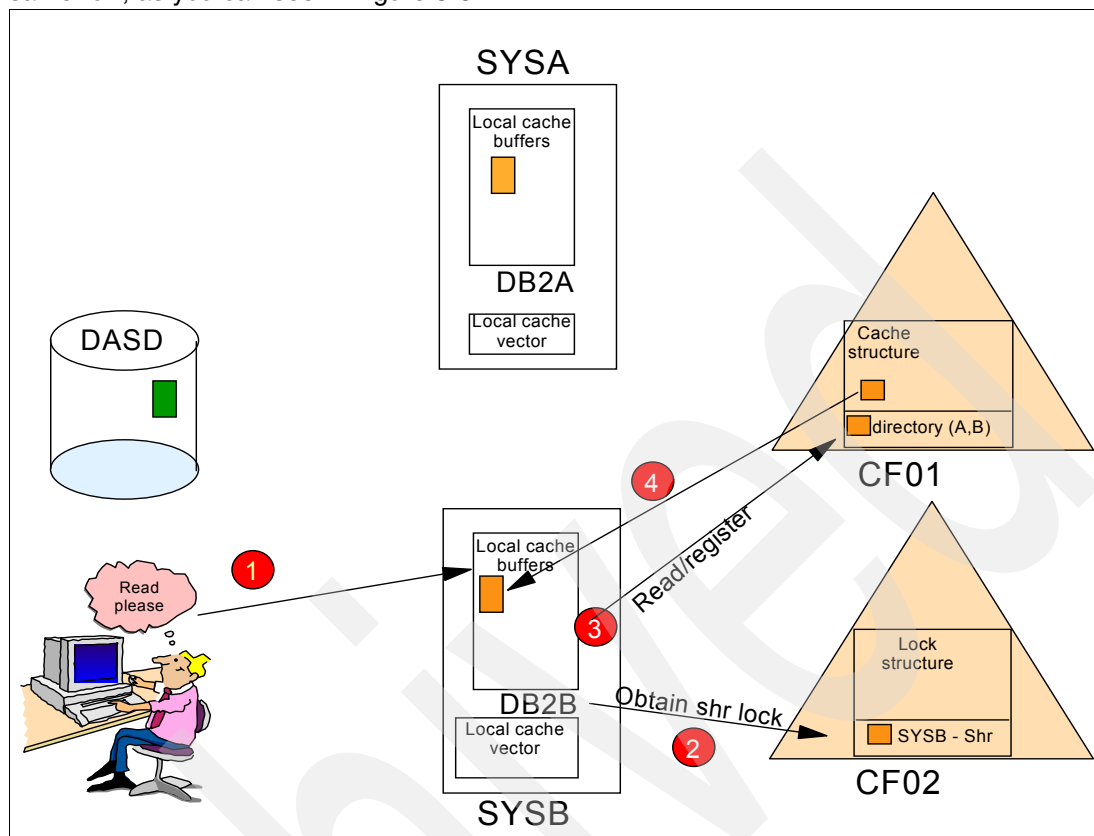 SYSA
Local cache
buffers
DB2A
Local cache
vector
DASD
Cache
structure
directory (A,B)
CF01
4
1
Read
please
Local cache
buffers
3
Read/register
DB2B
Obtain shr lock
2
Local cache
vector
SYSB
Lock
structure
SYSB - Shr
CF02